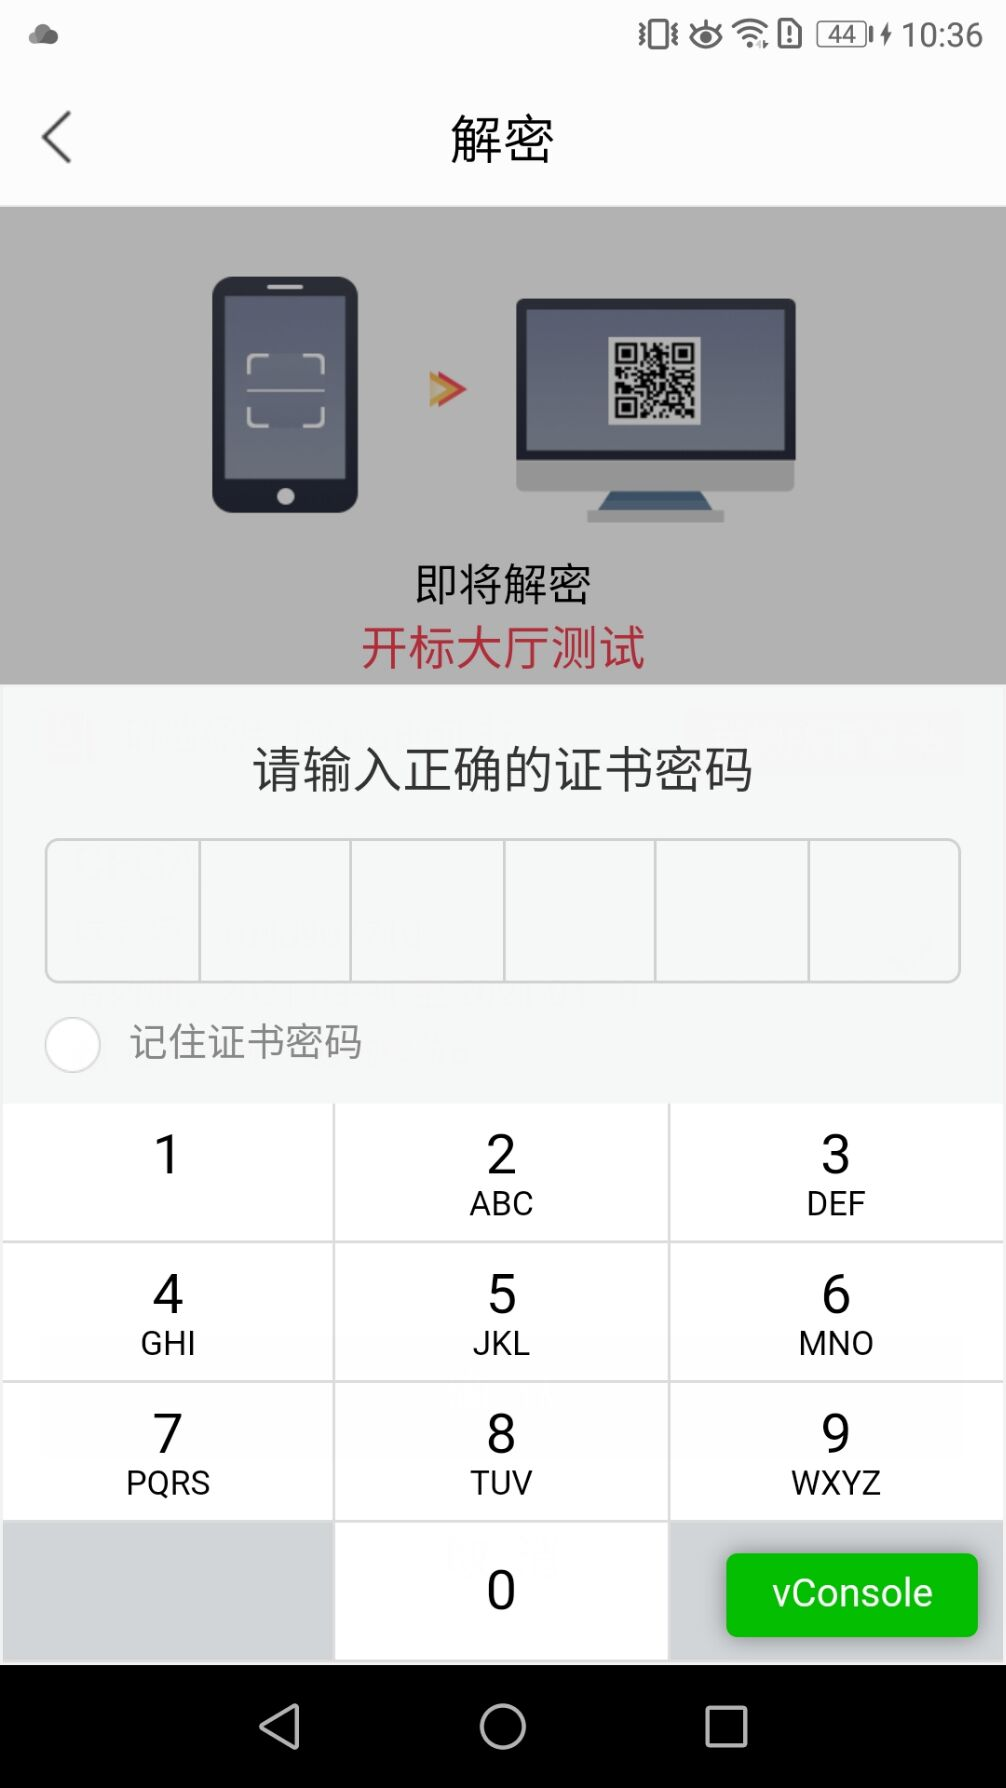 44 10:36
解密
即将解密
开标大厅测试
请输入正确的证书密码
记住证书密码
1
2
ABC
3
DEF
4
GHI
5
JKL
6
MNO
7
PQRS
8
TUV
9
WXYZ
0
vConsole